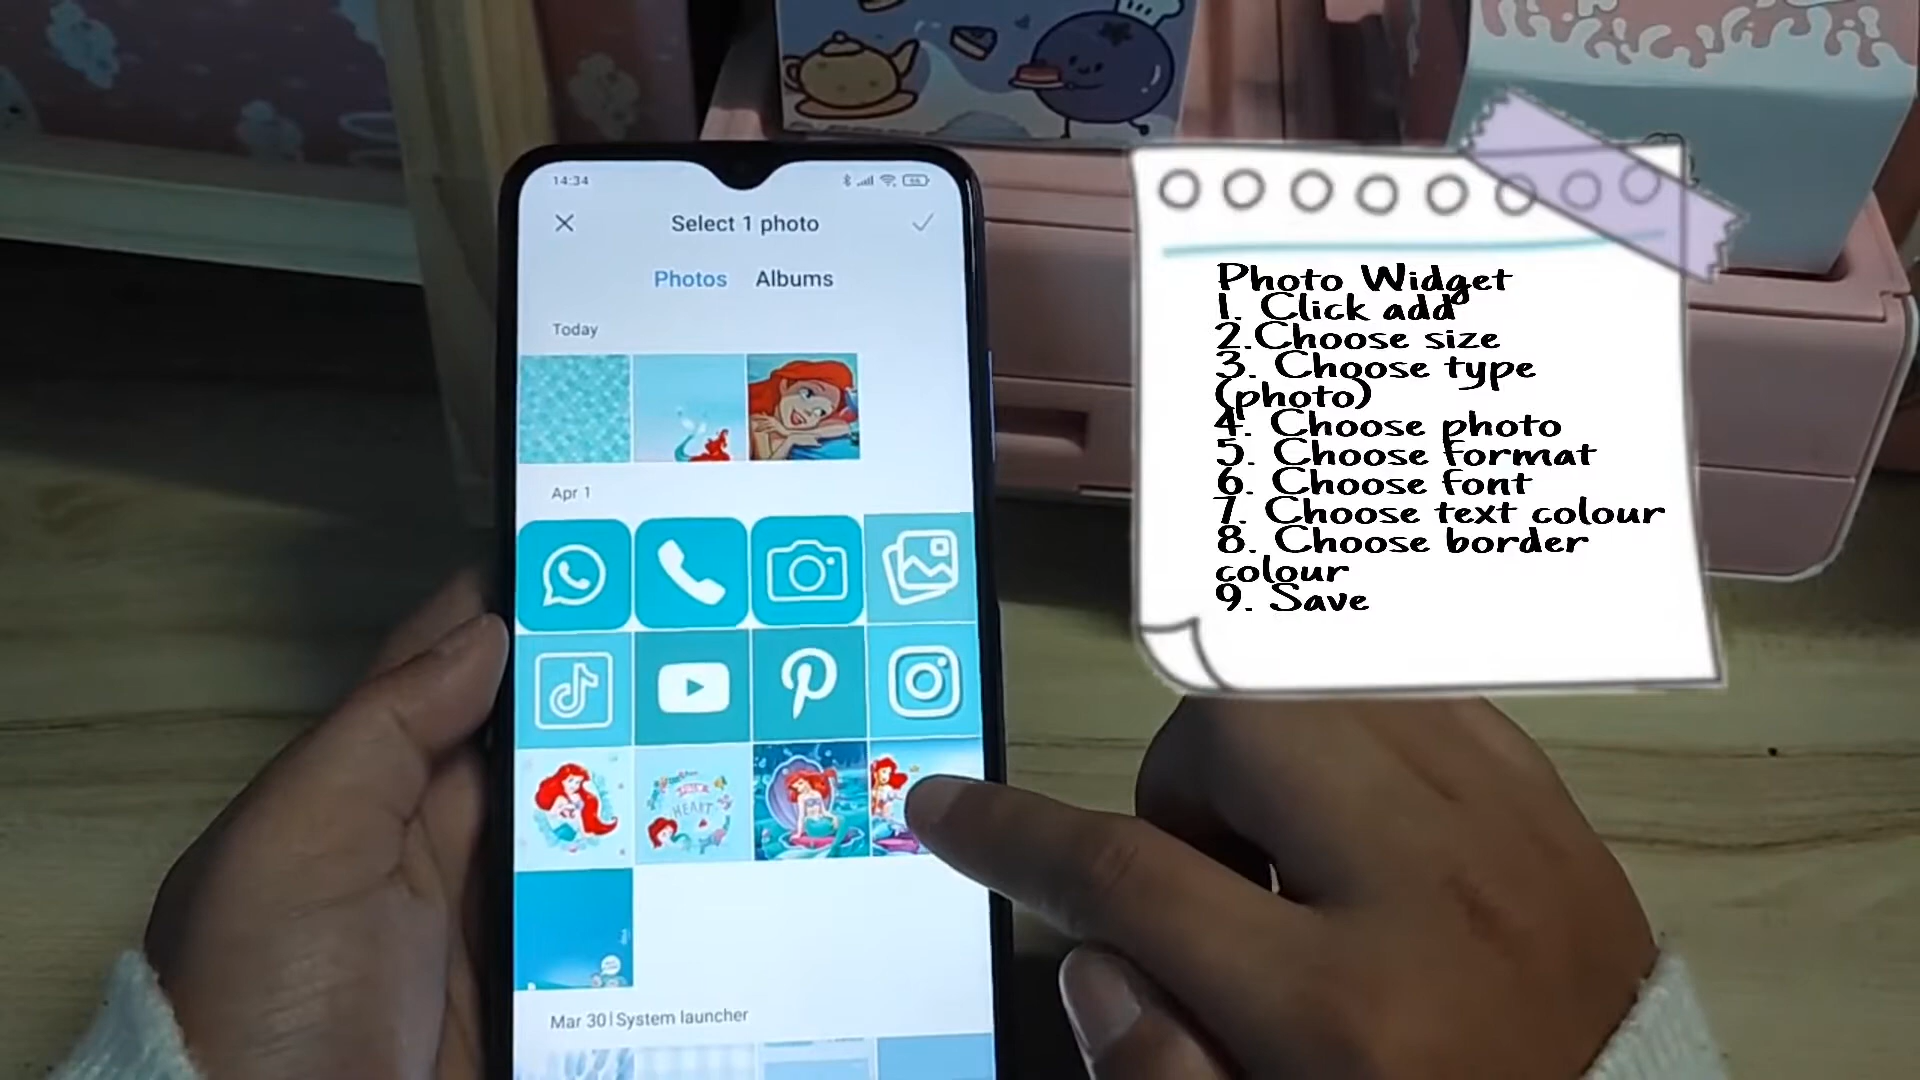 14:34
Select 1 photo
Photos Albums
Today
Apr 1
HEART
Mar 30 | System launcher
Photo Widget
1. Click add
2.Choose size
3. Choose type
(photo)
4. Choose photo
5. Choose format
6. Choose font
7. Choose text colour
8. Choose border
colour
9. Save